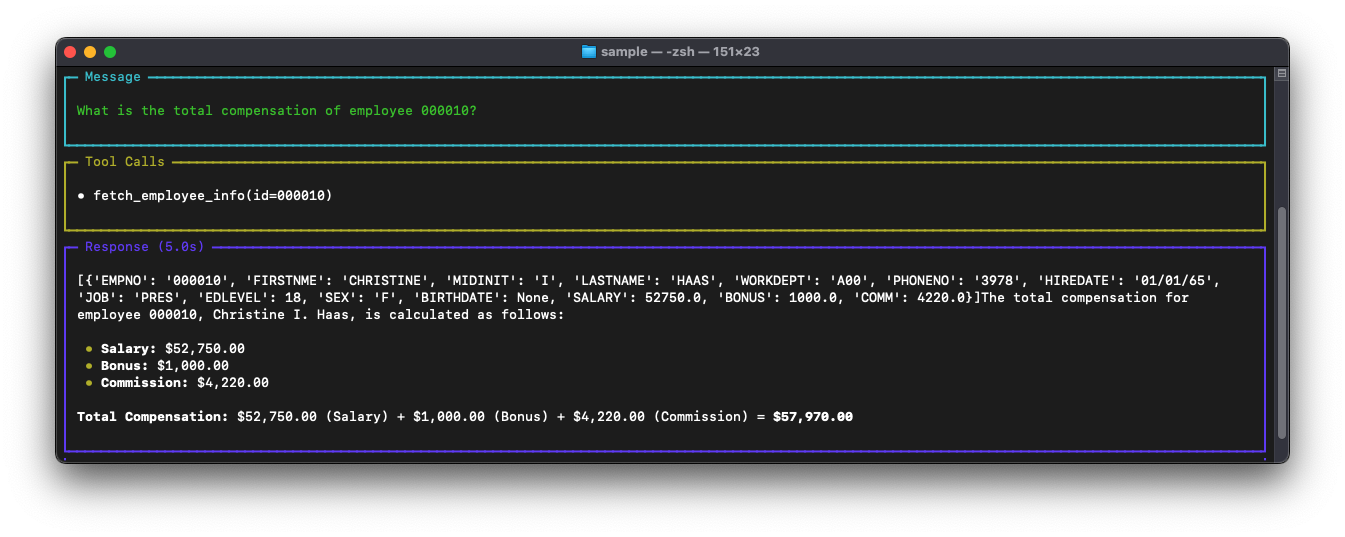 sample — -zsh — 151×23
Message
What is the total compensation of employee 000010?
Tool Calls
• fetch_employee_info(id=000010)
Response (5.0s)
[{'EMPNO': '000010', 'FIRSTNME': 'CHRISTINE', 'MIDINIT': 'I', 'LASTNAME': 'HAAS', 'WORKDEPT': 'A00', 'PHONENO': '3978', 'HIREDATE': '01/01/65',
'JOB': 'PRES', 'EDLEVEL': 18, 'SEX': 'F', 'BIRTHDATE': None, 'SALARY': 52750.0, 'BONUS': 1000.0, 'COMM': 4220.0}]The total compensation for
employee 000010, Christine I. Haas, is calculated as follows:
• Salary: $52,750.00
• Bonus: $1,000.00
• Commission: $4,220.00
Total Compensation: $52,750.00 (Salary) + $1,000.00 (Bonus) + $4,220.00 (Commission) = $57,970.00